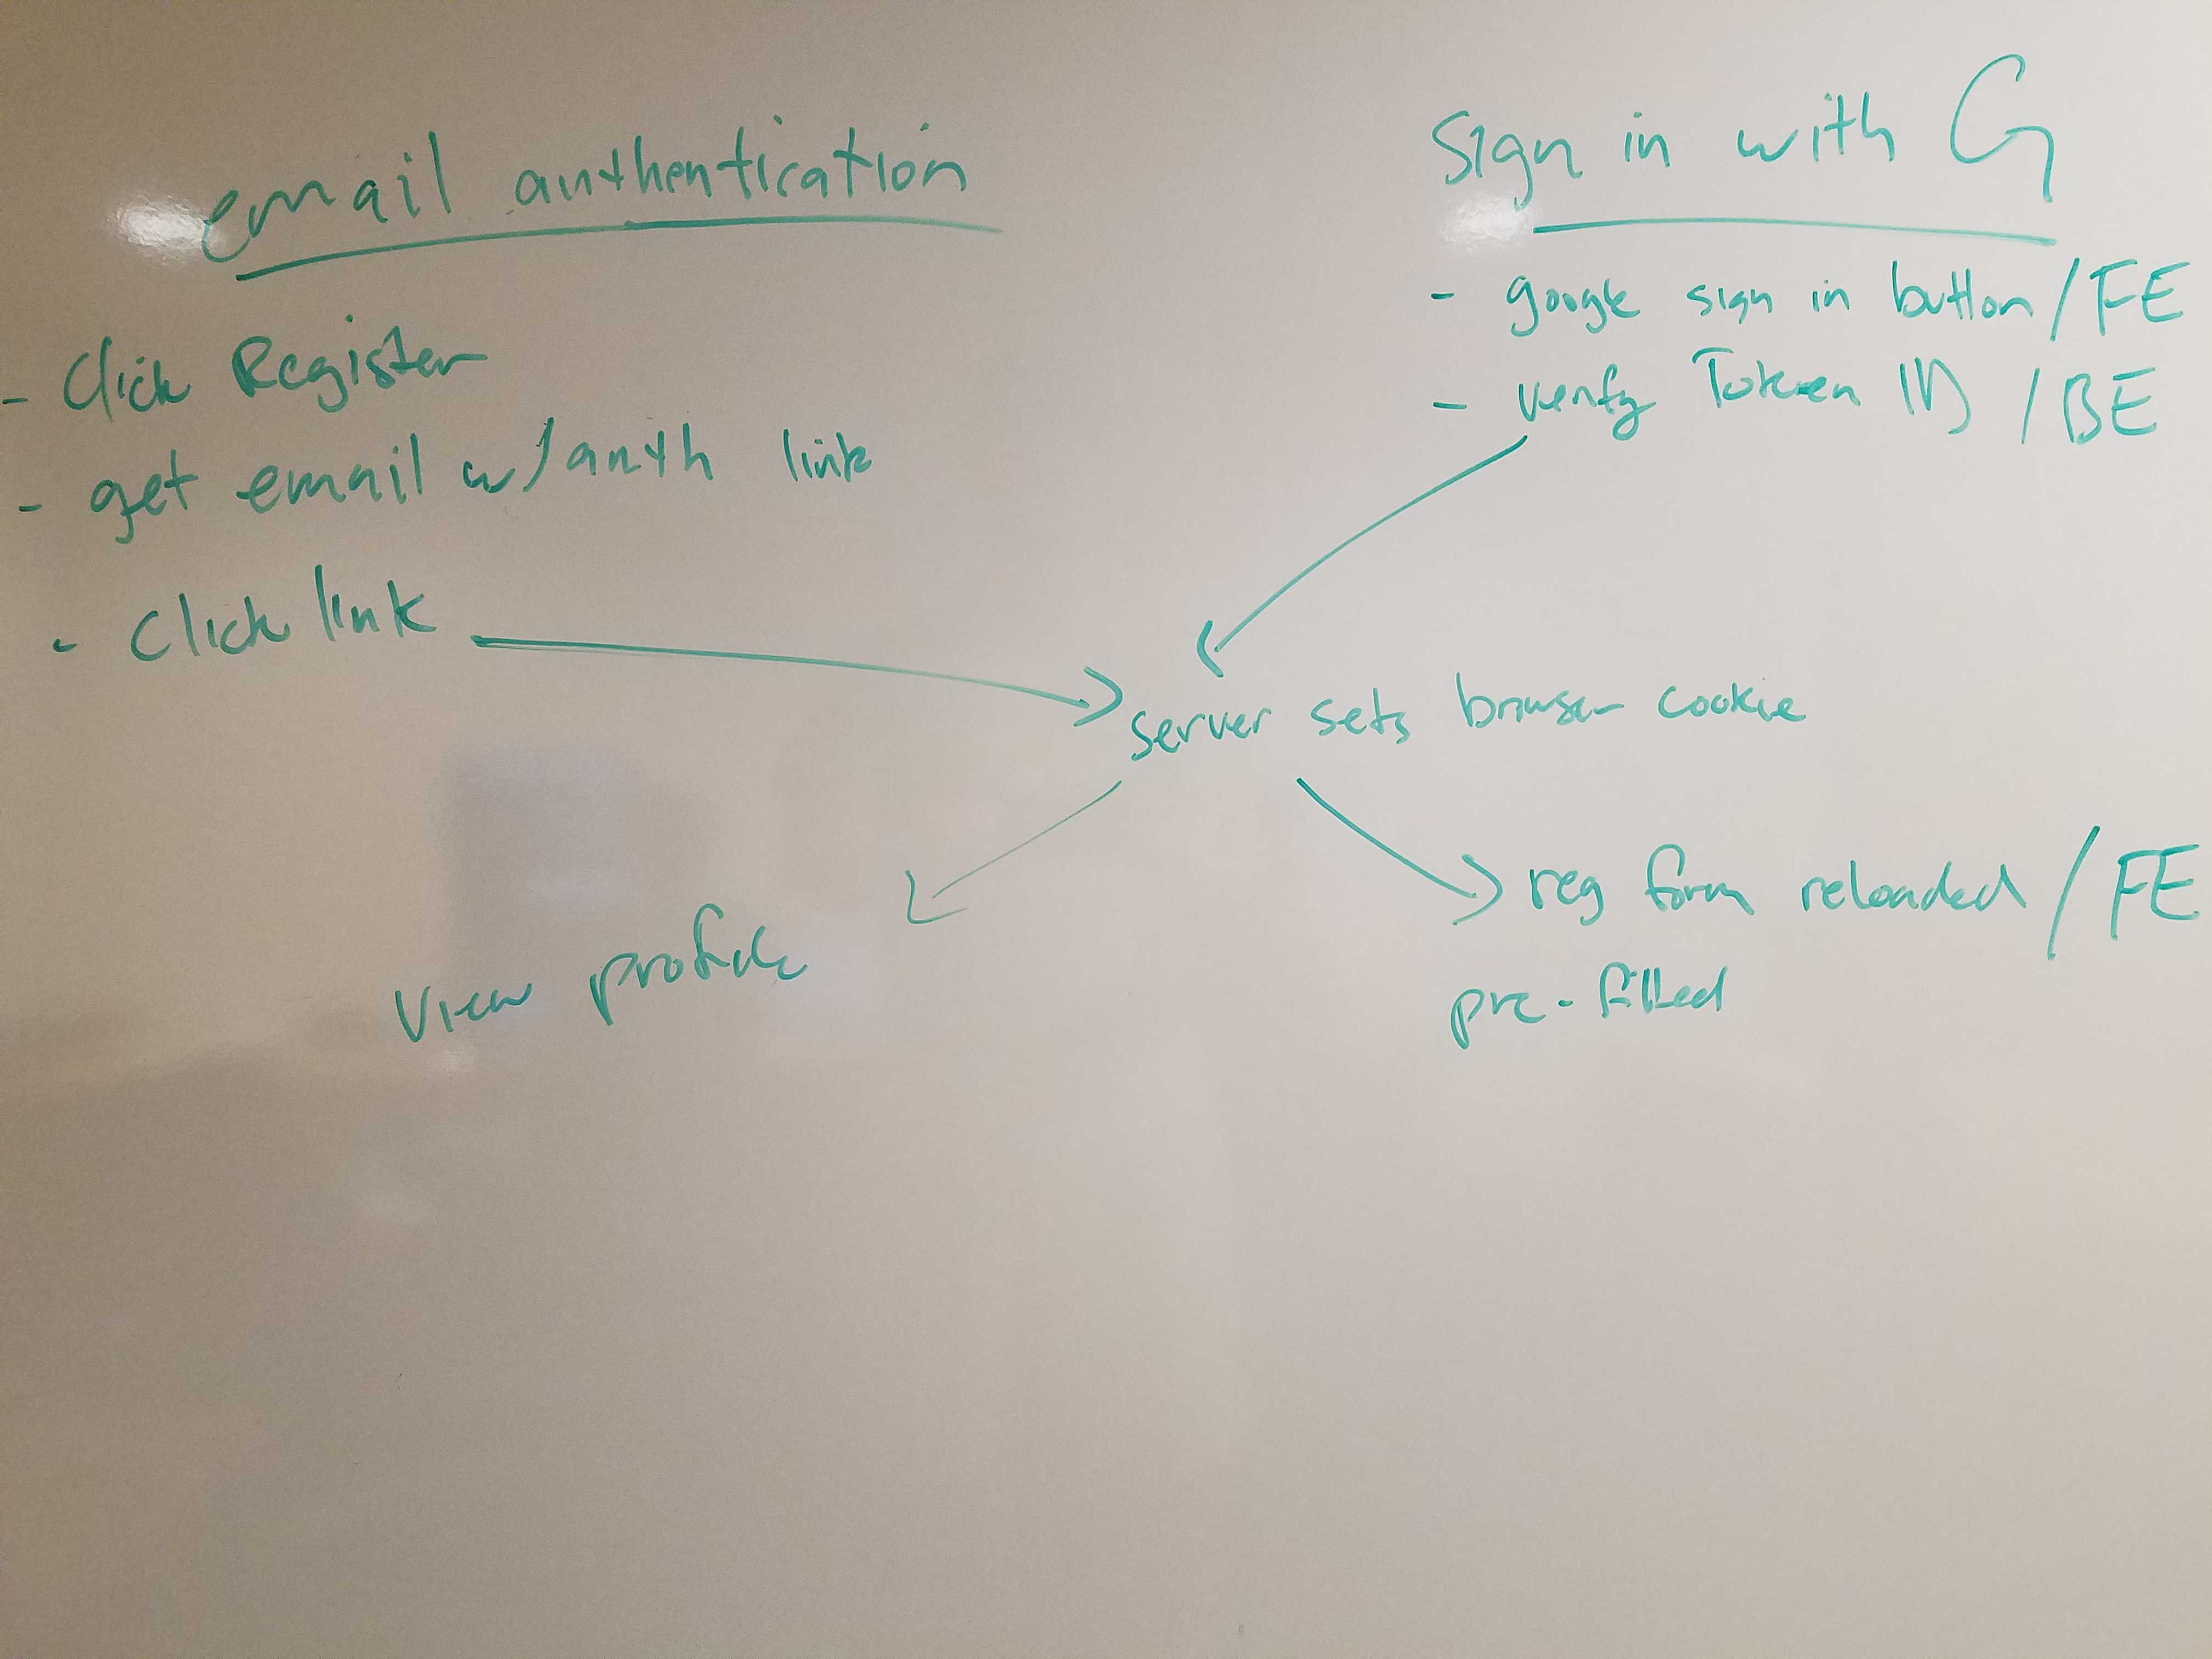 email authentication
- Click Register
- get email w/ auth link
- Click link
Sign in with G
- google sign in button / FE
- verify Token ID / BE
server sets browser cookie
view profile
reg form reloaded / FE
pre-filled